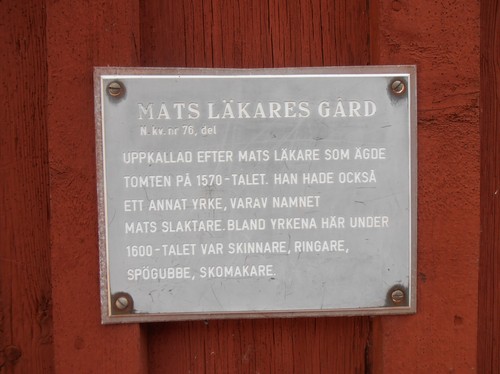 MATS LÄKARES GÅRD
N. kv. nr 76, del
UPPKALLAD EFTER MATS LÄKARE SOM ÄGDE
TOMTEN PÅ 1570-TALET. HAN HADE OCKSÅ
ETT ANNAT YRKE, VARAV NAMNET
MATS SLAKTARE. BLAND YRKENA HÄR UNDER
1600-TALET VAR SKINNARE, RINGARE,
SPÖGUBBE, SKOMAKARE.